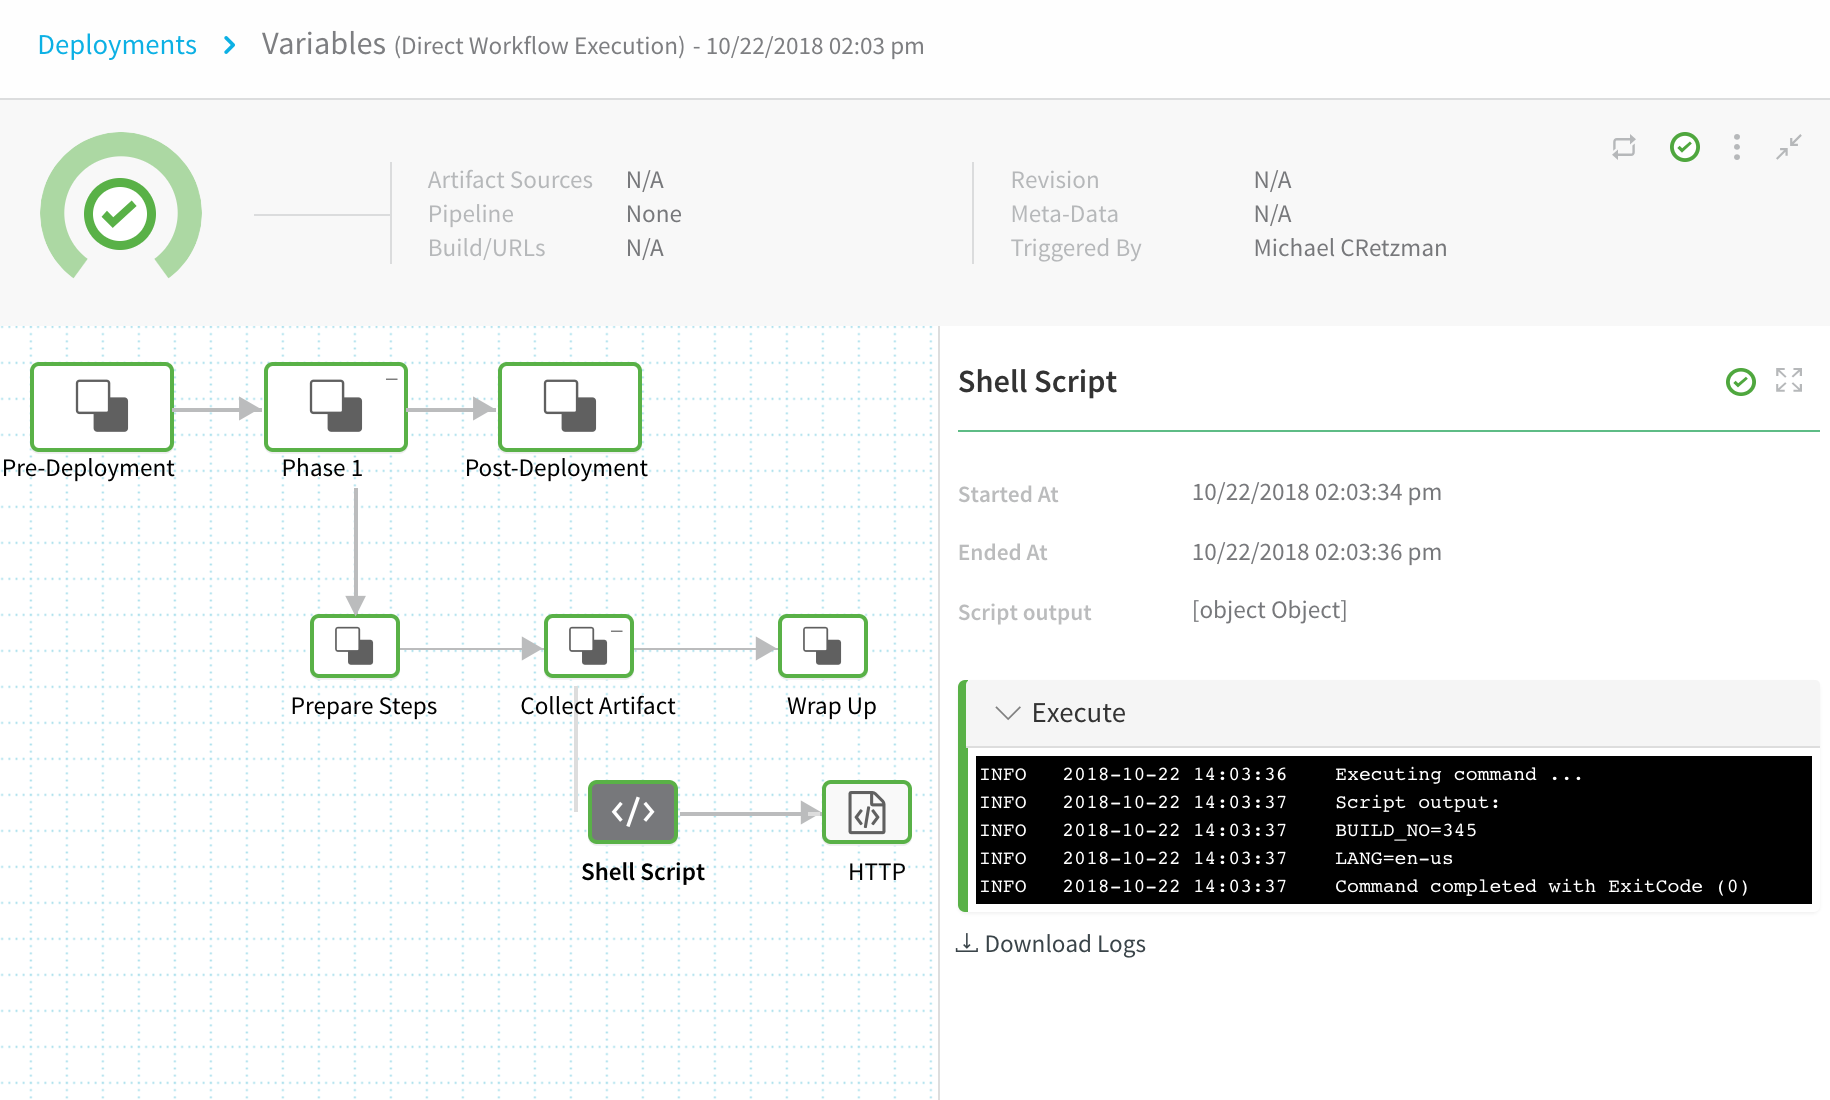 Deployments > Variables (Direct Workflow Execution) - 10/22/2018 02:03 pm
Artifact Sources N/A
Pipeline None
Build/URLs N/A
Revision N/A
Meta-Data N/A
Triggered By Michael CRetzman
Pre-Deployment
Phase 1
Post-Deployment
Prepare Steps
Collect Artifact
Wrap Up
Shell Script
HTTP
Shell Script
Started At 10/22/2018 02:03:34 pm
Ended At 10/22/2018 02:03:36 pm
Script output [object Object]
Execute
INFO 2018-10-22 14:03:36 Executing command ...
INFO 2018-10-22 14:03:37 Script output:
INFO 2018-10-22 14:03:37 BUILD_NO=345
INFO 2018-10-22 14:03:37 LANG=en-us
INFO 2018-10-22 14:03:37 Command completed with ExitCode (0)
Download Logs